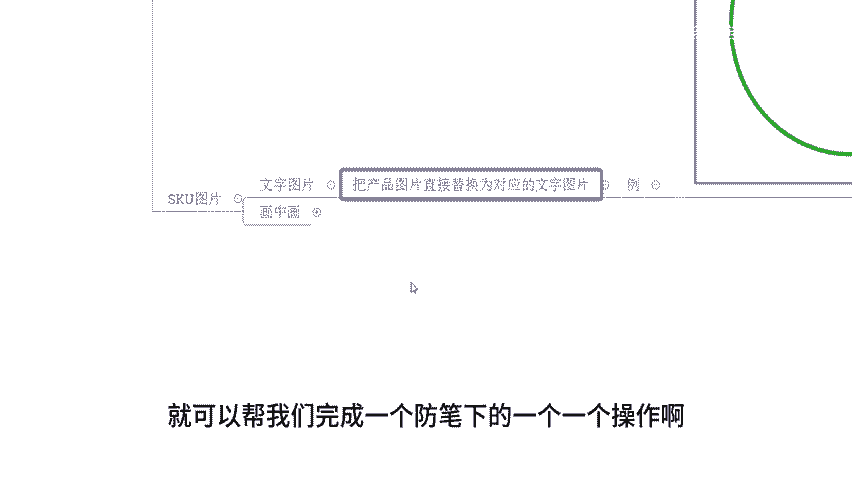 文字图片 把产品图片直接替换为对应的文字图片 例
SKU图片
画中画
就可以帮我们完成一个防笔下的一个一个操作啊